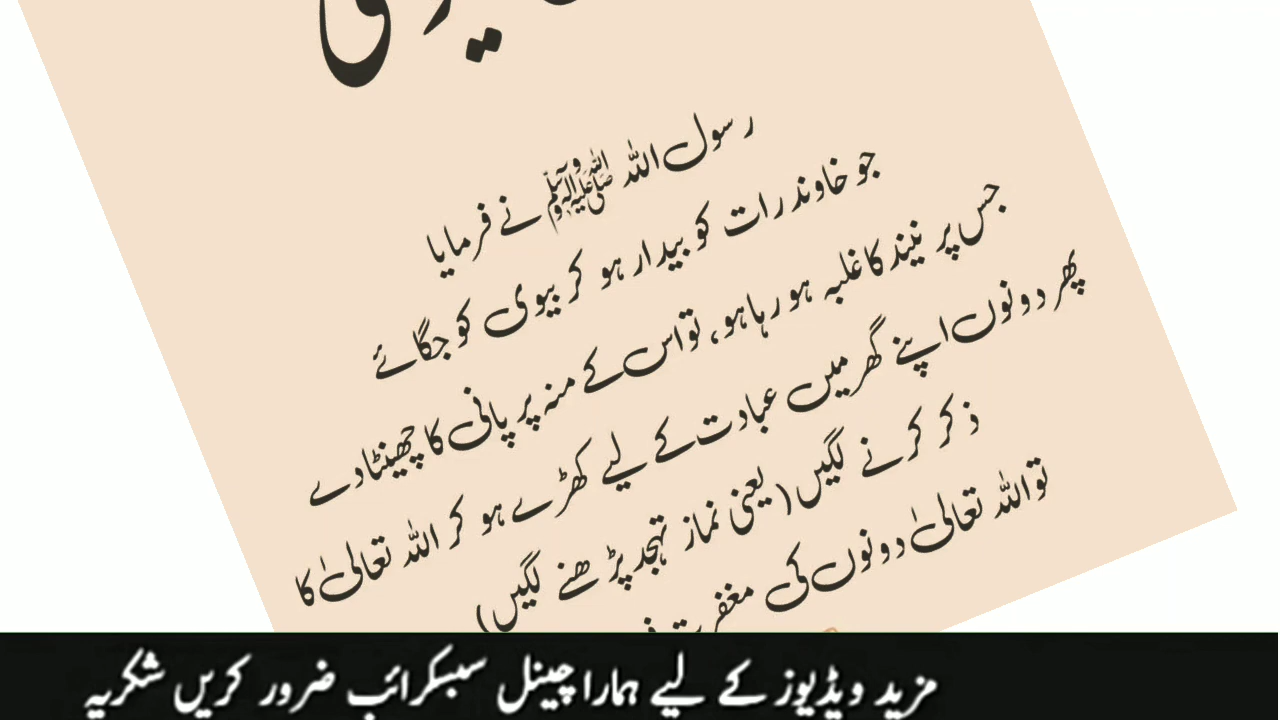 رسول اللہ ﷺ نے فرمایا
جو خاوند رات کو بیدار ہو کر بیوی کو جگائے
جس پر نیند کا غلبہ ہو رہا ہو، تو اس کے منہ پر پانی کا چھینٹا دے
پھر دونوں اپنے گھر میں عبادت کے لیے کھڑے ہو کر اللہ تعالیٰ کا
ذکر کرنے لگیں (یعنی نماز تہجد پڑھنے لگیں)
تو اللہ تعالیٰ دونوں کی مغفرت
مزید ویڈیوز کے لیے ہمارا چینل سبسکرائب ضرور کریں شکریہ